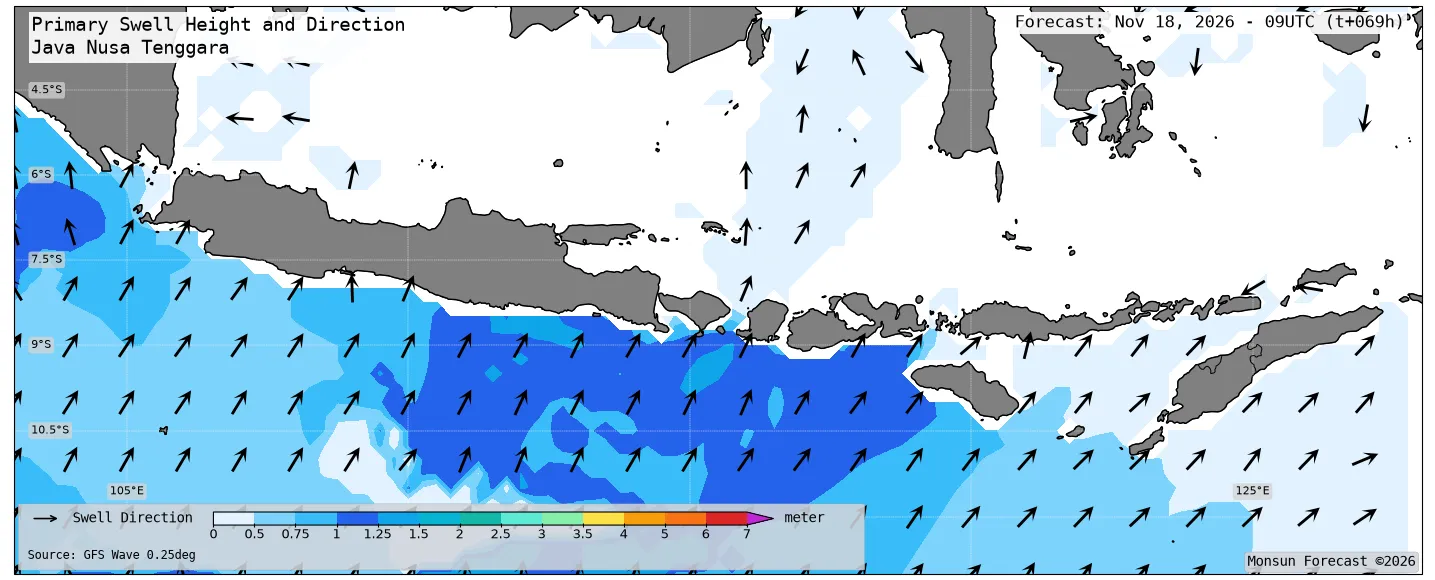 Primary Swell Height and Direction
Java Nusa Tenggara
Forecast: Nov 18, 2026 - 09UTC (t+069h)
4.5°S
6°S
7.5°S
9°S
10.5°S
105°E
125°E
Swell Direction
0 0.5 0.75 1 1.25 1.5 2 2.5 3 3.5 4 5 6 7
meter
Source: GFS Wave 0.25deg
Monsun Forecast ©2026